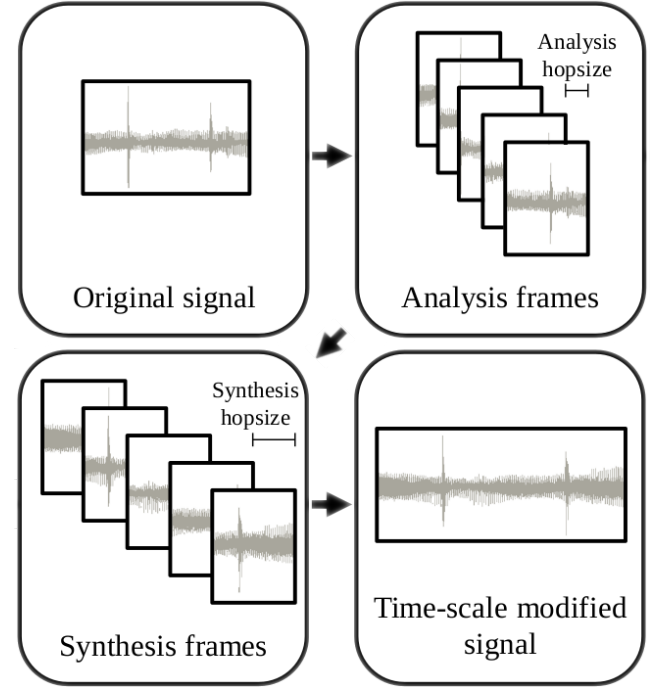 Original signal
Analysis
hopsize
Analysis frames
Synthesis
hopsize
Synthesis frames
Time-scale modified
signal